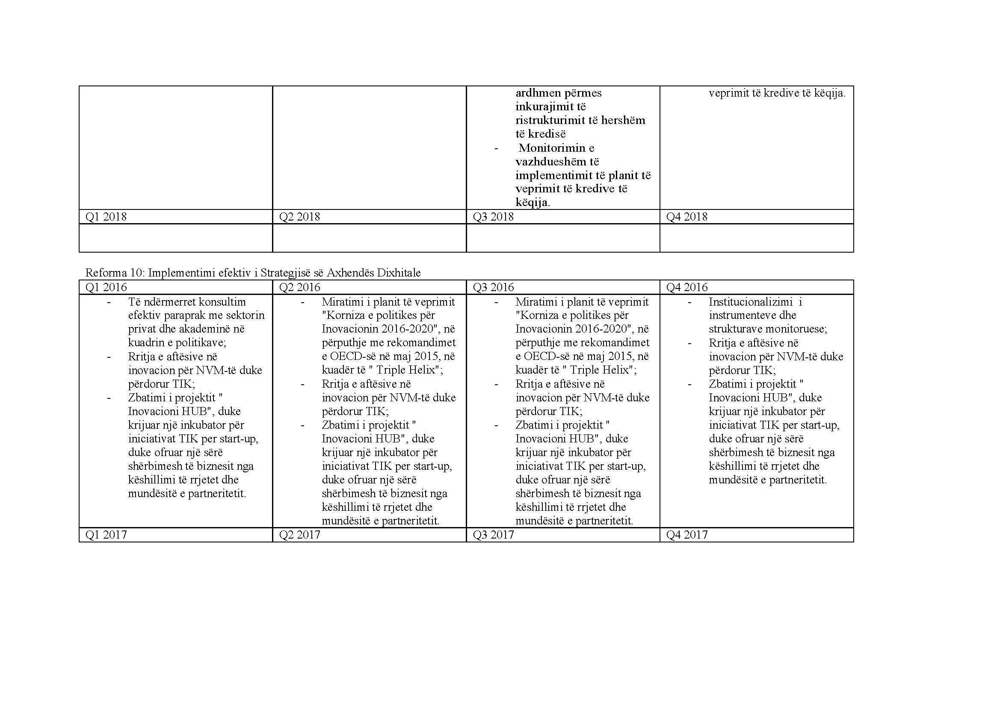 ardhmen përmes
inkurajimit të
ristrukturimit të hershëm
të kredisë
- Monitorimin e
vazhdueshëm të
implementimit të planit të
veprimit të kredive të
këqija.
veprimit të kredive të këqija.
Q1 2018 Q2 2018 Q3 2018 Q4 2018
Reforma 10: Implementimi efektiv i Strategjisë së Axhendës Dixhitale
Q1 2016 Q2 2016 Q3 2016 Q4 2016
- Të ndërmerret konsultim
efektiv paraprak me sektorin
privat dhe akademinë në
kuadrin e politikave;
- Rritja e aftësive në
inovacion për NVM-të duke
përdorur TIK;
- Zbatimi i projektit "
Inovacioni HUB", duke
krijuar një inkubator për
iniciativat TIK per start-up,
duke ofruar një sërë
shërbimesh të biznesit nga
këshillimi të rrjetet dhe
mundësitë e partneritetit.
- Miratimi i planit të veprimit
"Korniza e politikes për
Inovacionin 2016-2020", në
përputhje me rekomandimet
e OECD-së në maj 2015, në
kuadër të " Triple Helix";
- Rritja e aftësive në
inovacion për NVM-të duke
përdorur TIK;
- Zbatimi i projektit "
Inovacioni HUB", duke
krijuar një inkubator për
iniciativat TIK per start-up,
duke ofruar një sërë
shërbimesh të biznesit nga
këshillimi të rrjetet dhe
mundësitë e partneritetit.
- Miratimi i planit të veprimit
"Korniza e politikes për
Inovacionin 2016-2020", në
përputhje me rekomandimet
e OECD-së në maj 2015, në
kuadër të " Triple Helix";
- Rritja e aftësive në
inovacion për NVM-të duke
përdorur TIK;
- Zbatimi i projektit "
Inovacioni HUB", duke
krijuar një inkubator për
iniciativat TIK per start-up,
duke ofruar një sërë
shërbimesh të biznesit nga
këshillimi të rrjetet dhe
mundësitë e partneritetit.
- Institucionalizimi i
instrumenteve dhe
strukturave monitoruese;
- Rritja e aftësive në
inovacion për NVM-të duke
përdorur TIK;
- Zbatimi i projektit "
Inovacioni HUB", duke
krijuar një inkubator për
iniciativat TIK per start-up,
duke ofruar një sërë
shërbimesh të biznesit nga
këshillimi të rrjetet dhe
mundësitë e partneritetit.
Q1 2017 Q2 2017 Q3 2017 Q4 2017